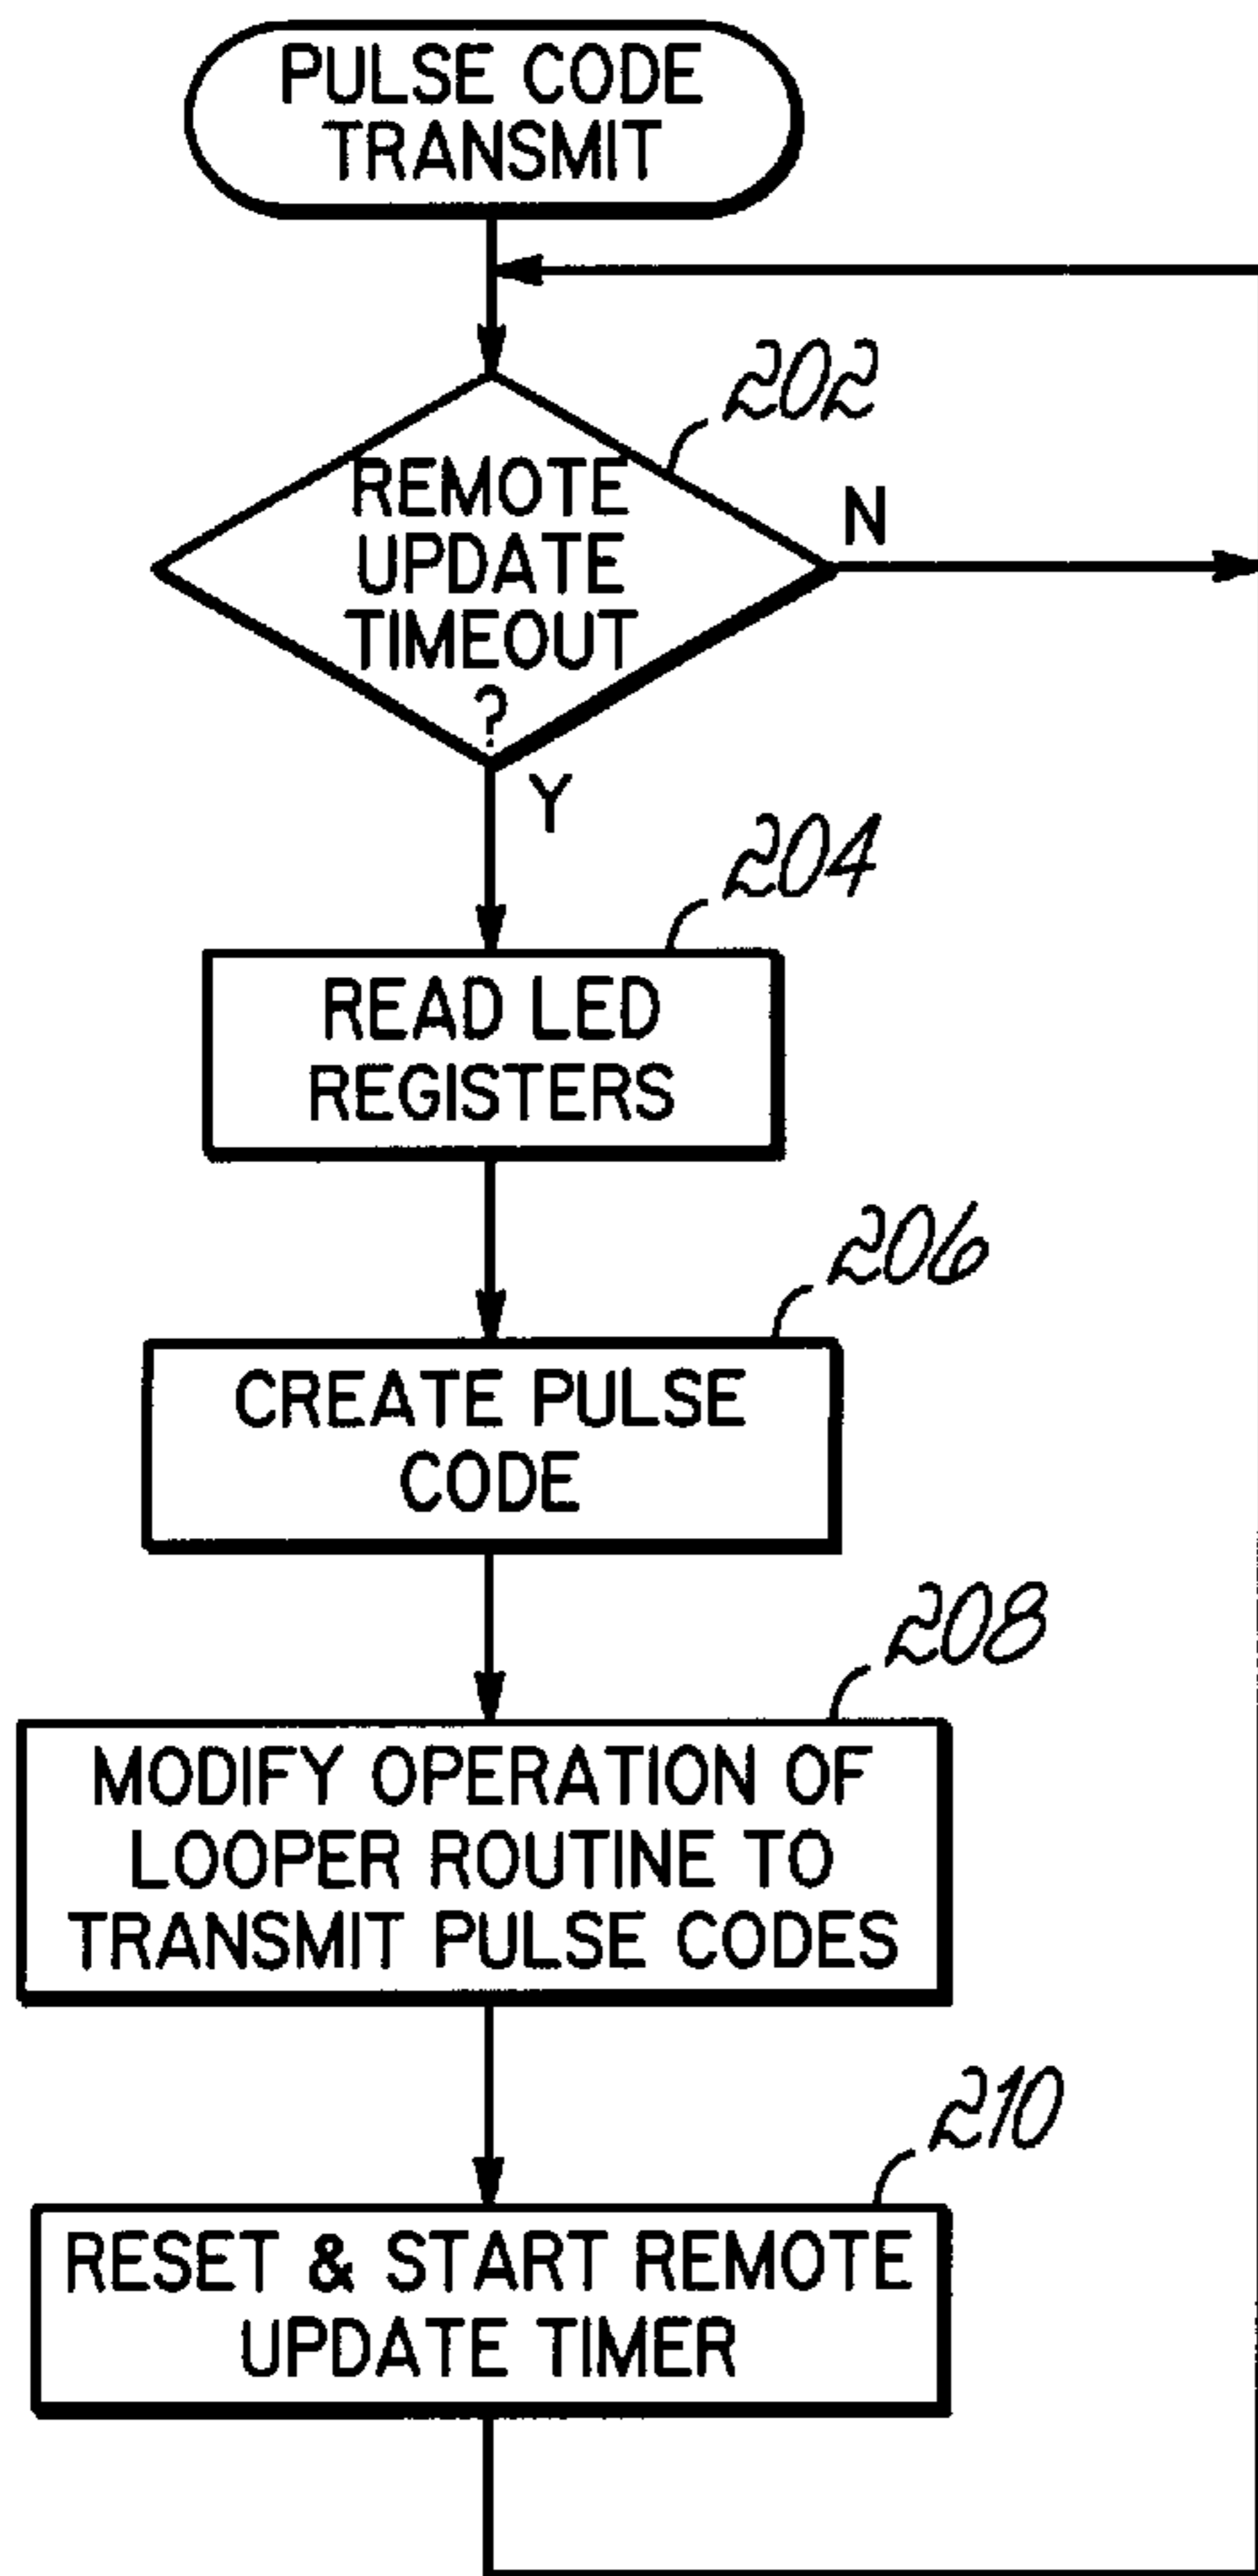 PULSE CODE
TRANSMIT
202
REMOTE
UPDATE
TIMEOUT
?
N
Y
204
READ LED
REGISTERS
206
CREATE PULSE
CODE
208
MODIFY OPERATION OF
LOOPER ROUTINE TO
TRANSMIT PULSE CODES
210
RESET & START REMOTE
UPDATE TIMER